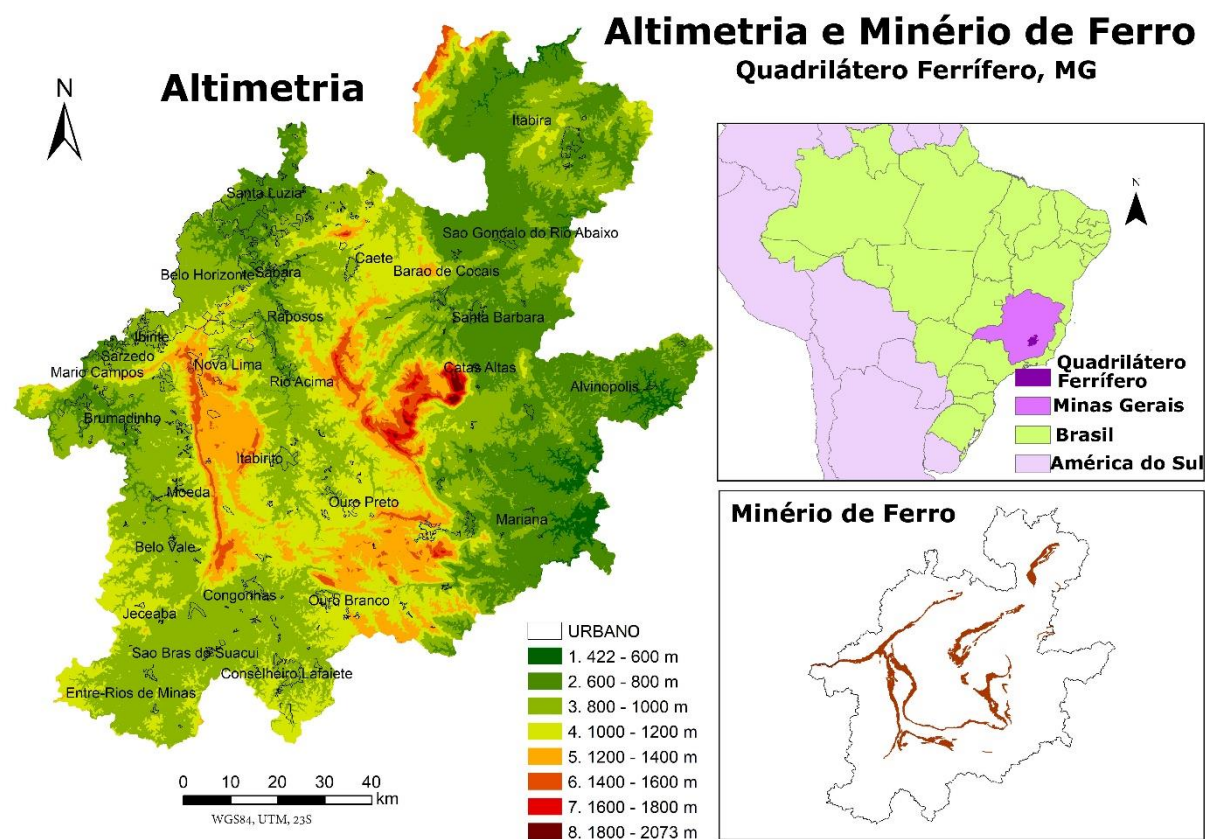 Altimetria e Minério de Ferro
Quadrilátero Ferrífero, MG
Altimetria
N
Itabira
Santa Luzia
Sao Goncalo do Rio Abaixo
Caete
Belo Horizonte
Sabara
Barao de Cocais
Raposos
Santa Barbara
Ibirite
Sarzedo
Mario Campos
Nova Lima
Rio Acima
Catas Altas
Alvinopolis
Brumadinho
Itabirito
Moeda
Ouro Preto
Mariana
Belo Vale
Congonhas
Ouro Branco
Jeceaba
Sao Bras do Suacui
Conselheiro Lafaiete
Entre-Rios de Minas
0 10 20 30 40
km
WGS84, UTM, 23S
URBANO
1. 422 - 600 m
2. 600 - 800 m
3. 800 - 1000 m
4. 1000 - 1200 m
5. 1200 - 1400 m
6. 1400 - 1600 m
7. 1600 - 1800 m
8. 1800 - 2073 m
N
Quadrilátero
Ferrífero
Minas Gerais
Brasil
América do Sul
Minério de Ferro